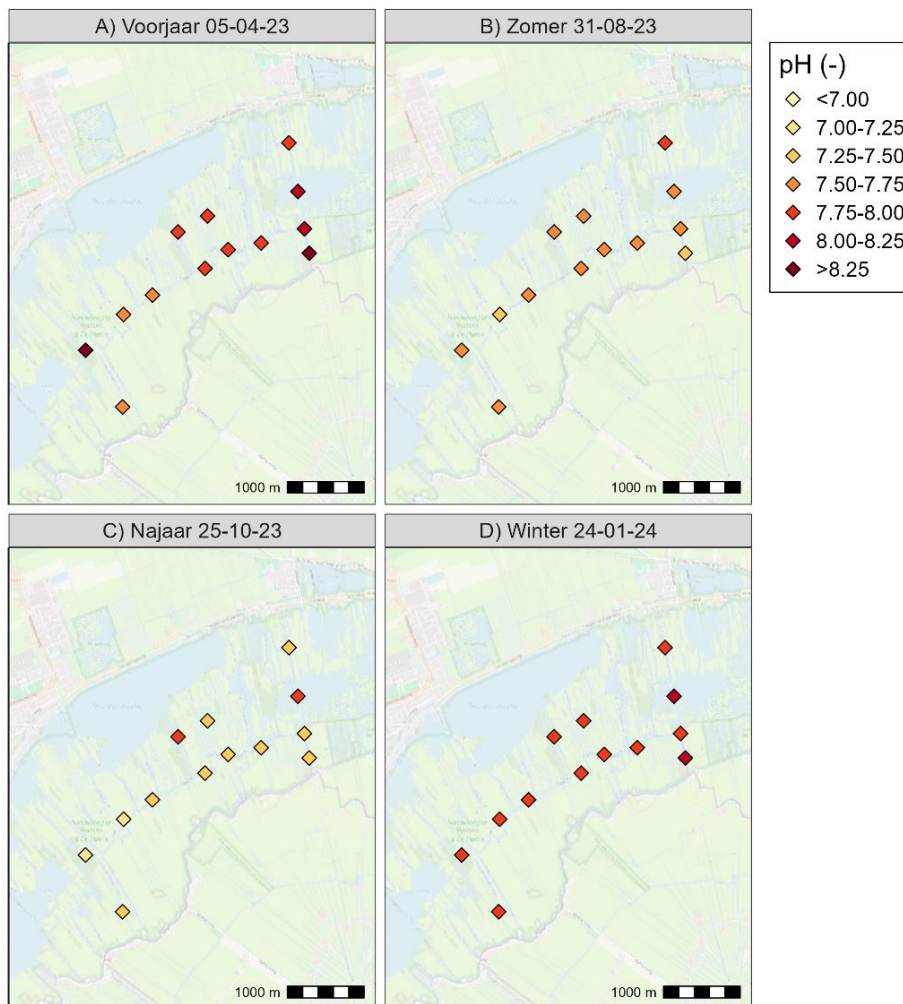 A) Voorjaar 05-04-23
B) Zomer 31-08-23
pH (-)
<7.00
7.00-7.25
7.25-7.50
7.50-7.75
7.75-8.00
8.00-8.25
>8.25
1000 m
1000 m
C) Najaar 25-10-23
D) Winter 24-01-24
1000 m
1000 m